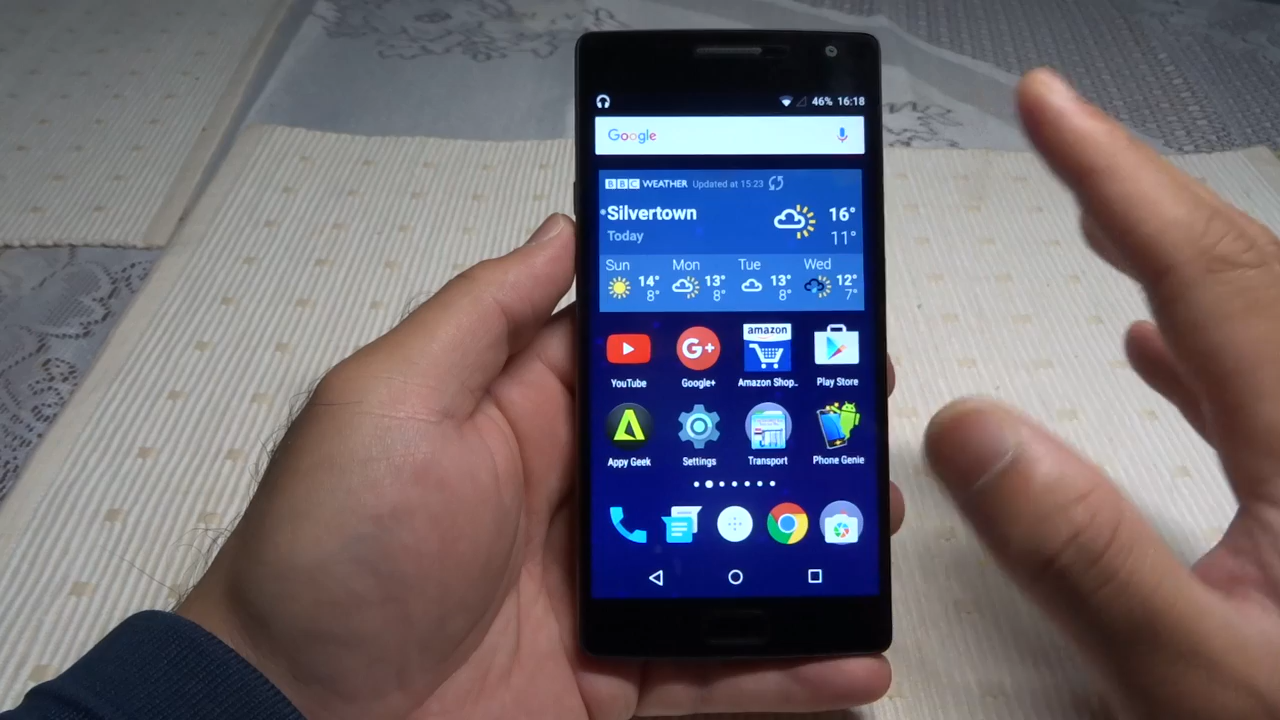 46% 16:18
Google
BBC WEATHER Updated at 15:23
Silvertown 16°
Today 11°
Sun Mon Tue Wed
14° 13° 13° 12°
8° 8° 8° 7°
amazon
YouTube Google+ Amazon Shop.. Play Store
Appy Geek Settings Transport Phone Genie